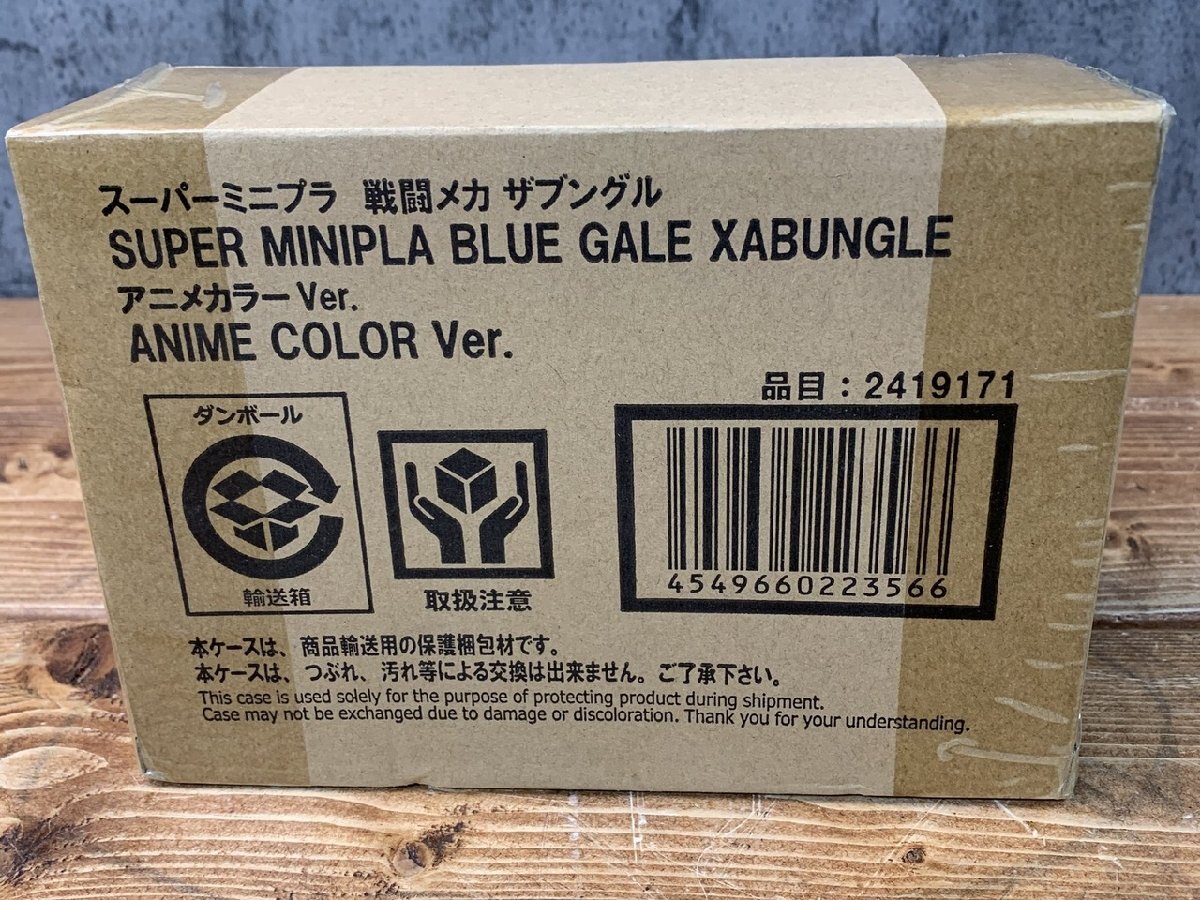 スーパーミニプラ 戦闘メカ ザブングル
SUPER MINIPLA BLUE GALE XABUNGLE
アニメカラーVer.
ANIME COLOR Ver.
品目：2419171
ダンボール
輸送箱
取扱注意
4549660223566
本ケースは、商品輸送用の保護梱包材です。
本ケースは、つぶれ、汚れ等による交換は出来ません。ご了承下さい。
This case is used solely for the purpose of protecting product during shipment.
Case may not be exchanged due to damage or discoloration. Thank you for your understanding.